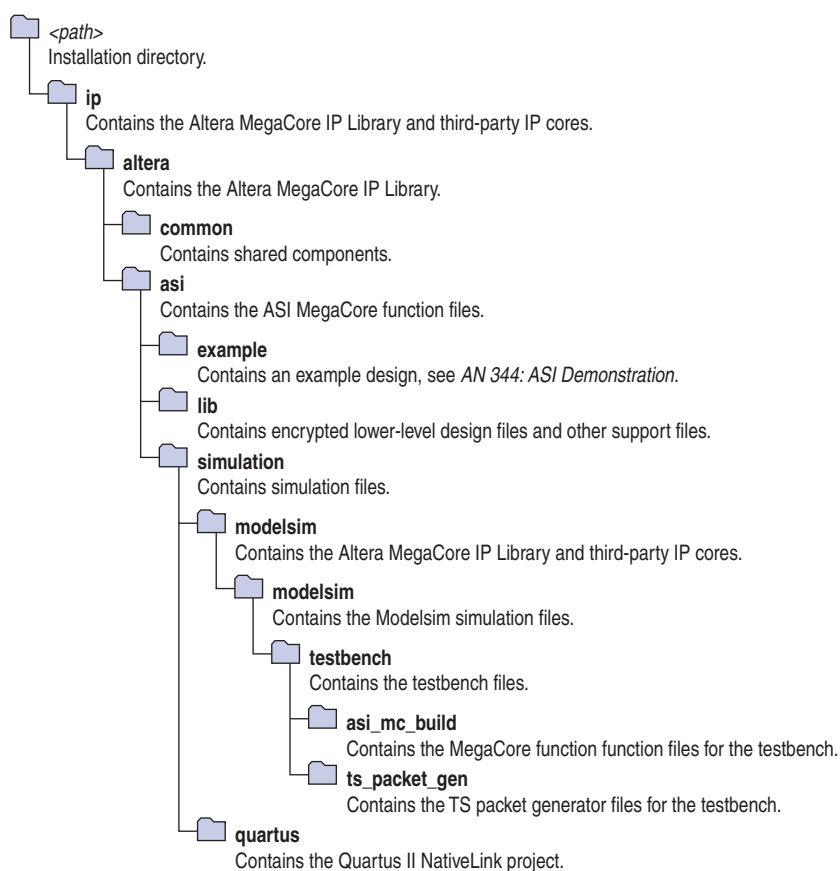 <path>
Installation directory.
ip
Contains the Altera MegaCore IP Library and third-party IP cores.
altera
Contains the Altera MegaCore IP Library.
common
Contains shared components.
asi
Contains the ASI MegaCore function files.
example
Contains an example design, see AN 344: ASI Demonstration.
lib
Contains encrypted lower-level design files and other support files.
simulation
Contains simulation files.
modelsim
Contains the Altera MegaCore IP Library and third-party IP cores.
modelsim
Contains the Modelsim simulation files.
testbench
Contains the testbench files.
asi_mc_build
Contains the MegaCore function function files for the testbench.
ts_packet_gen
Contains the TS packet generator files for the testbench.
quartus
Contains the Quartus II NativeLink project.